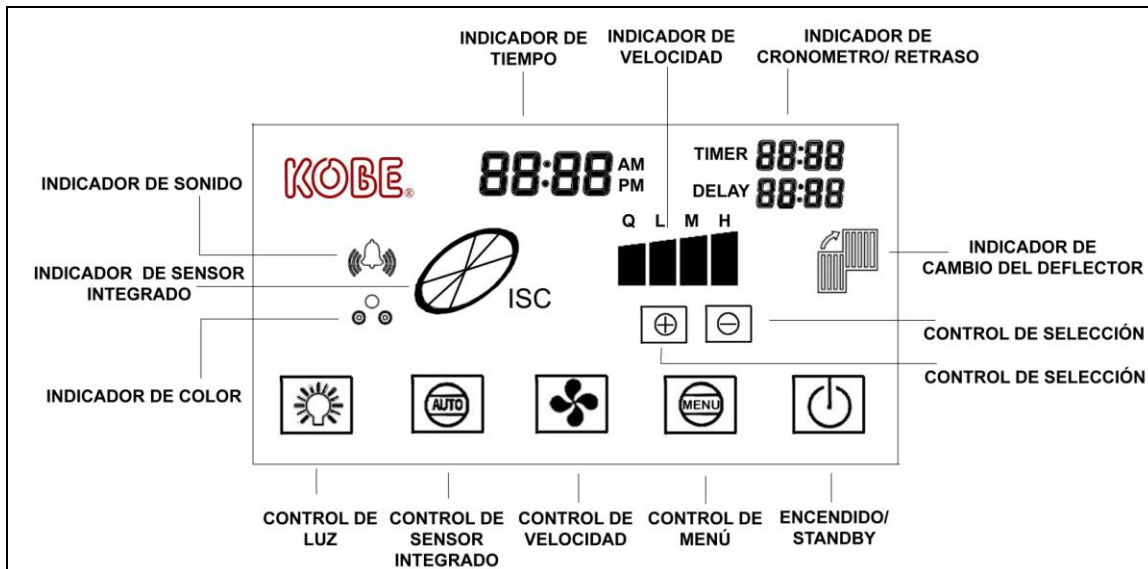 INDICADOR DE
TIEMPO
INDICADOR DE
VELOCIDAD
INDICADOR DE
CRONOMETRO/ RETRASO
KOBE®
88:88 AM
PM
TIMER 88:88
DELAY 88:88
INDICADOR DE SONIDO
Q L M H
INDICADOR DE SENSOR
INTEGRADO
ISC
INDICADOR DE
CAMBIO DEL DEFLECTOR
CONTROL DE SELECCIÓN
CONTROL DE SELECCIÓN
INDICADOR DE COLOR
AUTO
MENU
CONTROL DE
LUZ
CONTROL DE
SENSOR
INTEGRADO
CONTROL DE
VELOCIDAD
CONTROL DE
MENÚ
ENCENDIDO/
STANDBY